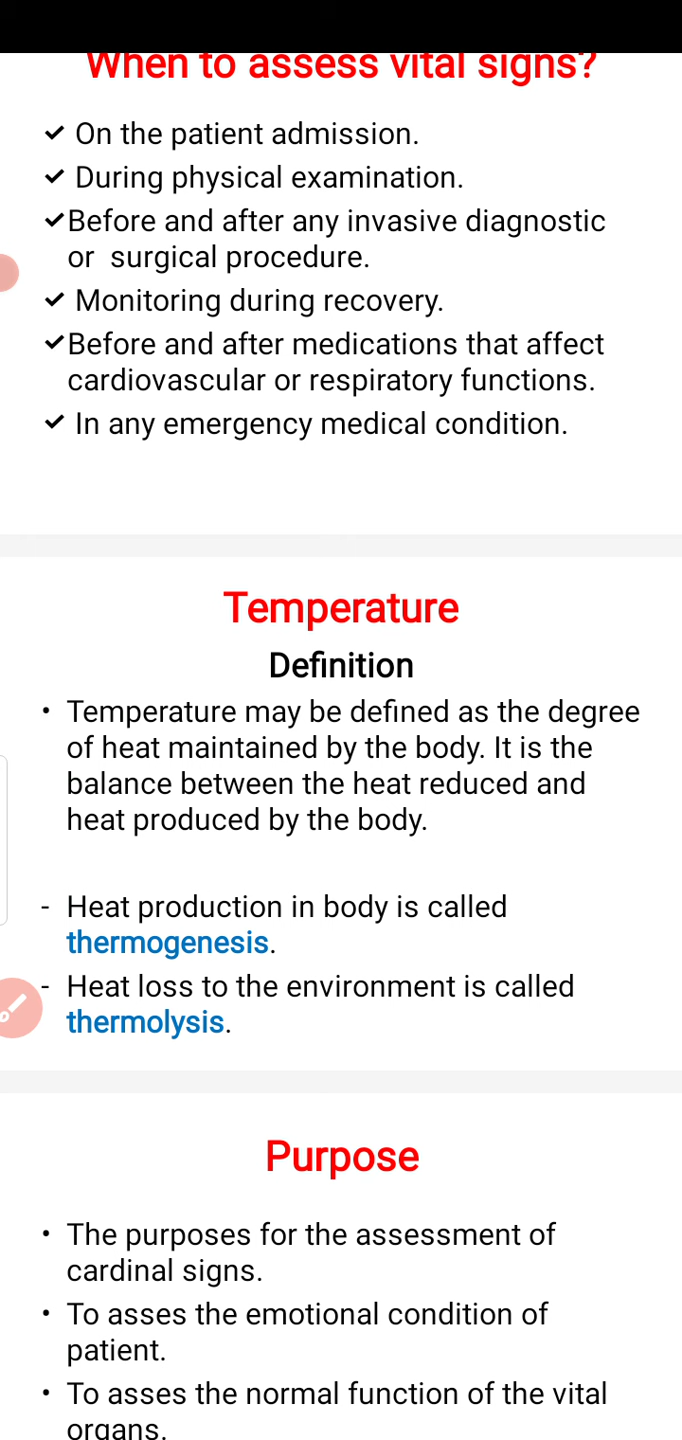 When to assess vital signs?
✔ On the patient admission.
✔ During physical examination.
✔Before and after any invasive diagnostic
or  surgical procedure.
✔ Monitoring during recovery.
✔Before and after medications that affect
cardiovascular or respiratory functions.
✔ In any emergency medical condition.
Temperature
Definition
• Temperature may be defined as the degree
of heat maintained by the body. It is the
balance between the heat reduced and
heat produced by the body.
- Heat production in body is called
thermogenesis.
- Heat loss to the environment is called
thermolysis.
Purpose
• The purposes for the assessment of
cardinal signs.
• To asses the emotional condition of
patient.
• To asses the normal function of the vital
organs.